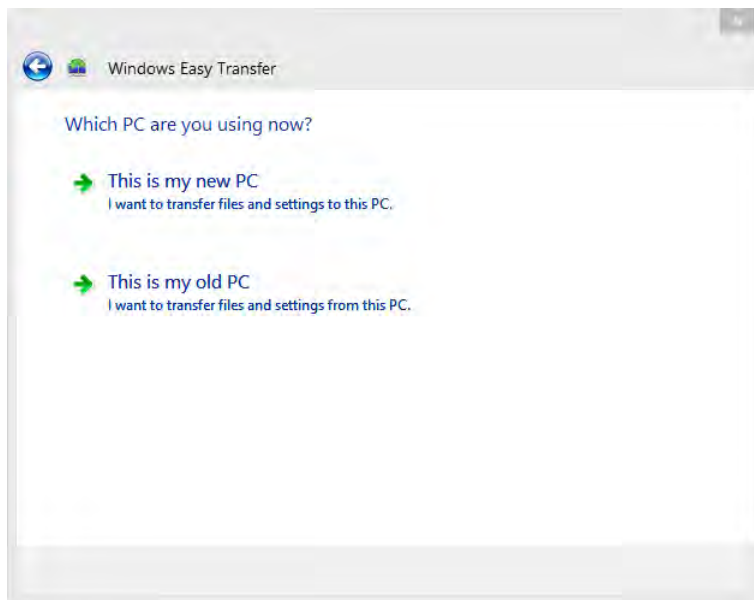 Windows Easy Transfer
Which PC are you using now?
This is my new PC
I want to transfer files and settings to this PC.
This is my old PC
I want to transfer files and settings from this PC.